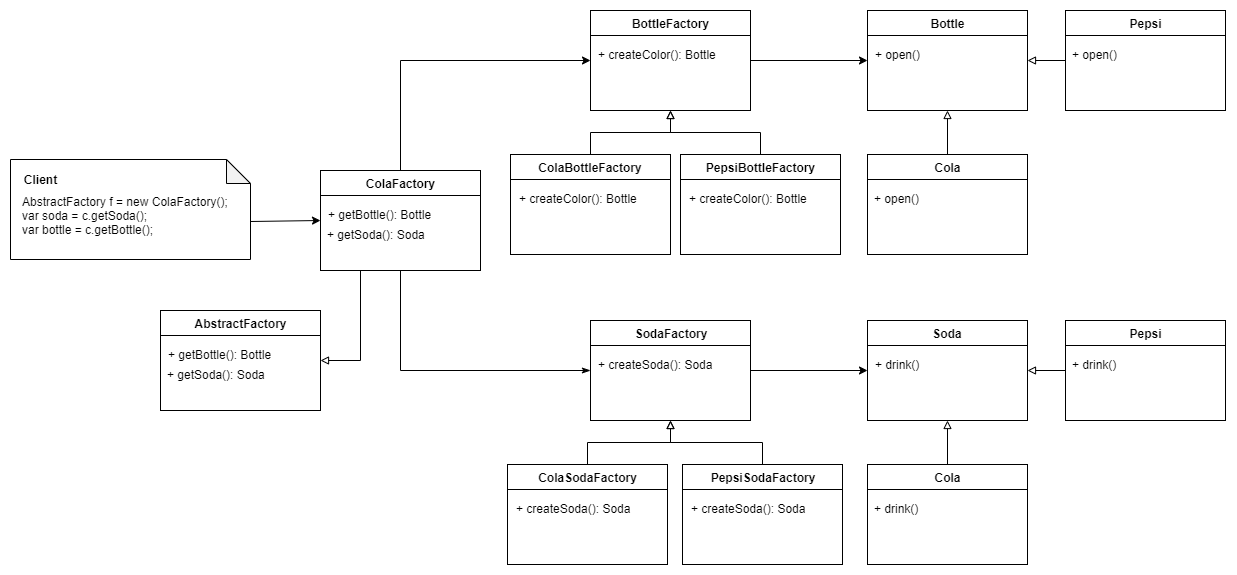 BottleFactory
+ createColor(): Bottle
Bottle
+ open()
Pepsi
+ open()
Client
AbstractFactory f = new ColaFactory();
var soda = c.getSoda();
var bottle = c.getBottle();
ColaFactory
+ getBottle(): Bottle
+ getSoda(): Soda
ColaBottleFactory
+ createColor(): Bottle
PepsiBottleFactory
+ createColor(): Bottle
Cola
+ open()
AbstractFactory
+ getBottle(): Bottle
+ getSoda(): Soda
SodaFactory
+ createSoda(): Soda
Soda
+ drink()
Pepsi
+ drink()
ColaSodaFactory
+ createSoda(): Soda
PepsiSodaFactory
+ createSoda(): Soda
Cola
+ drink()